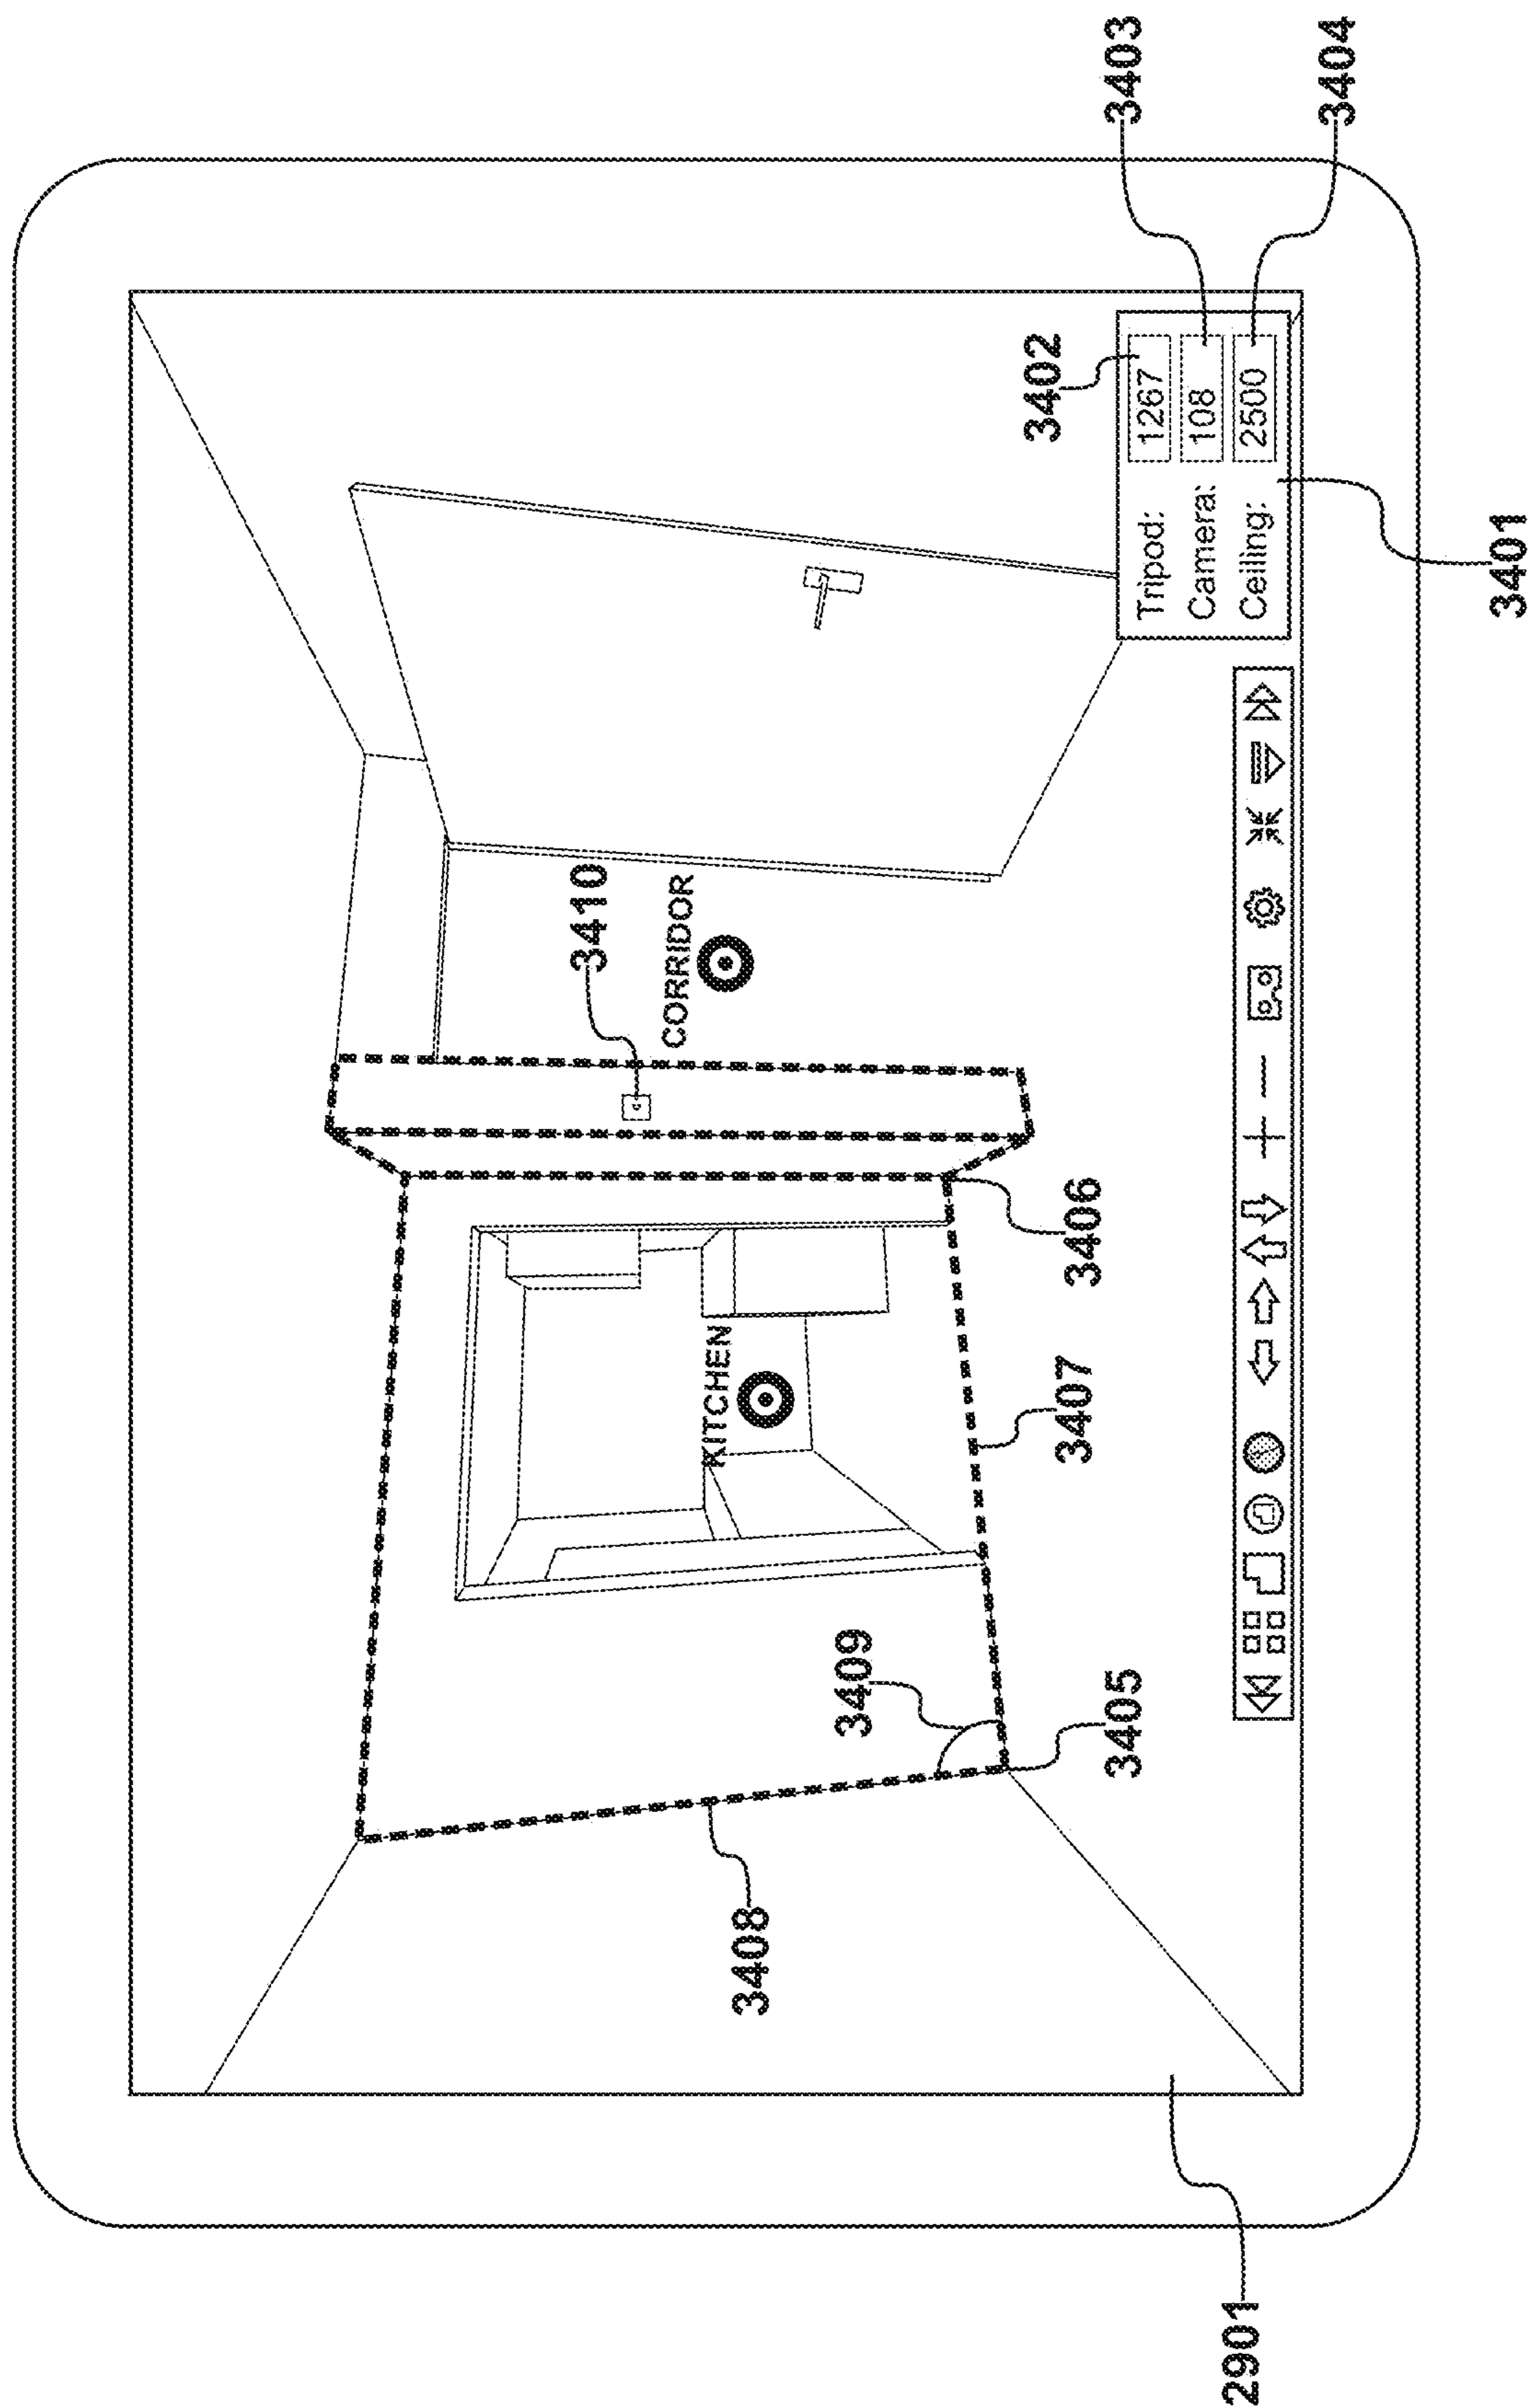 3410
CORRIDOR
KITCHEN
3408
3409
3402
3407
3406
3405
3403
Tripod: 1267
Camera: 108
Ceiling: 2500
2901
3404
3401